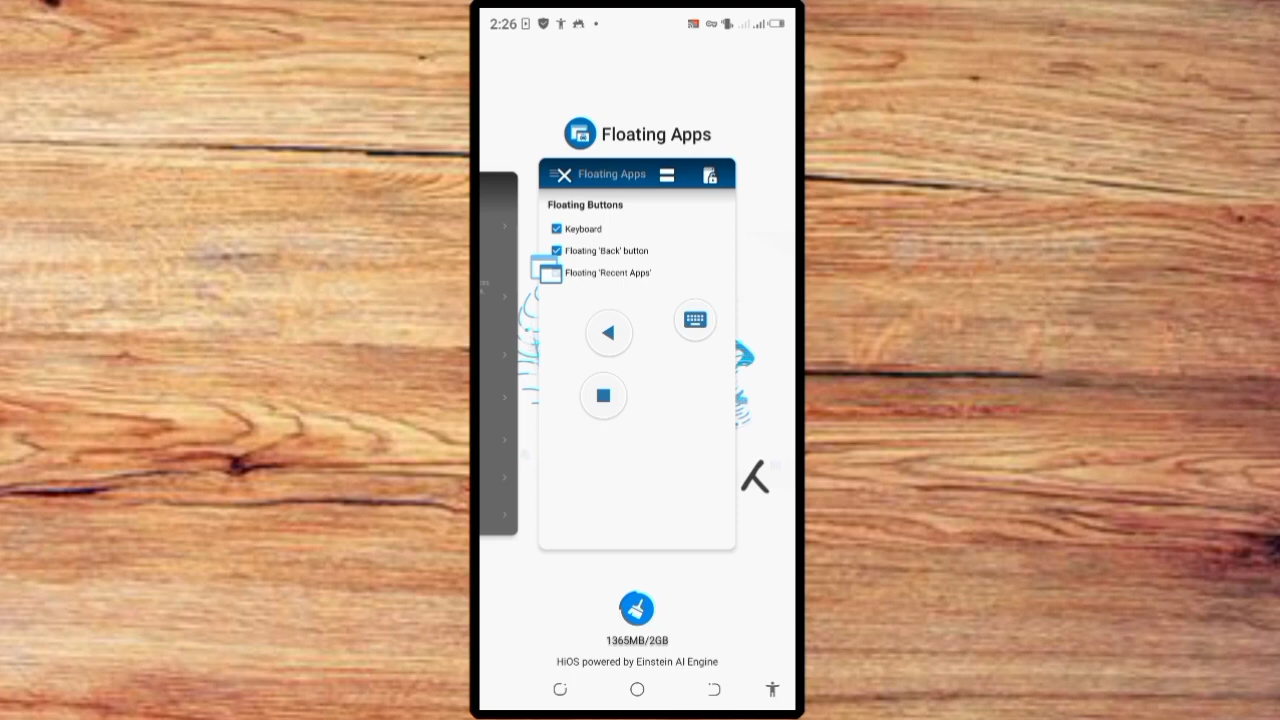 2:26
Floating Apps
Floating Apps
Floating Buttons
Keyboard
Floating 'Back' button
Floating 'Recent Apps'
1365MB/2GB
HiOS powered by Einstein AI Engine